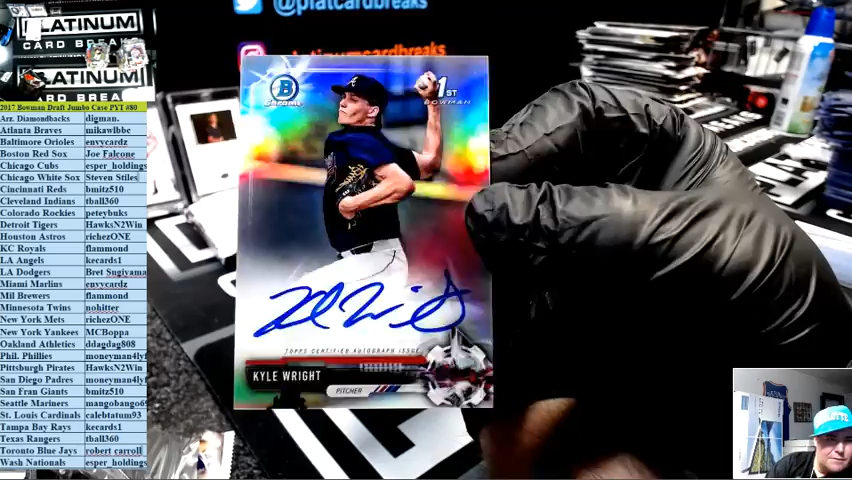 PLATINUM
CARD BREA
PLATINUM
@platcardbreaks
platinumcardbreaks
2017 Bowman Draft Jumbo Case PYT #80
Arz. Diamondbacks digman.
Atlanta Braves mikawlbbc
Baltimore Orioles envycardz
Boston Red Sox Joe Falcone
Chicago Cubs esper_holdings
Chicago White Sox Steven Stiles
Cincinnati Reds bmitz510
Cleveland Indians tball360
Colorado Rockies peteybuks
Detroit Tigers HawksN2Win
Houston Astros richezONE
KC Royals flammond
LA Angels kecards1
LA Dodgers Bret Sugiyama
Miami Marlins envycardz
Mil Brewers flammond
Minnesota Twins nohitter
New York Mets richezONE
New York Yankees MCBoppa
Oakland Athletics ddagdag808
Phil. Phillies moneyman4lyf
Pittsburgh Pirates HawksN2Win
San Diego Padres moneyman4lyf
San Fran Giants bmitz510
Seattle Mariners mangobango69
St. Louis Cardinals calebtatum93
Tampa Bay Rays kecards1
Texas Rangers tball360
Toronto Blue Jays robert carroll
Wash Nationals esper_holdings
B
Chrome
1ST
BOWMAN
TOPPS CERTIFIED AUTOGRAPH ISSUE
KYLE WRIGHT
PITCHER